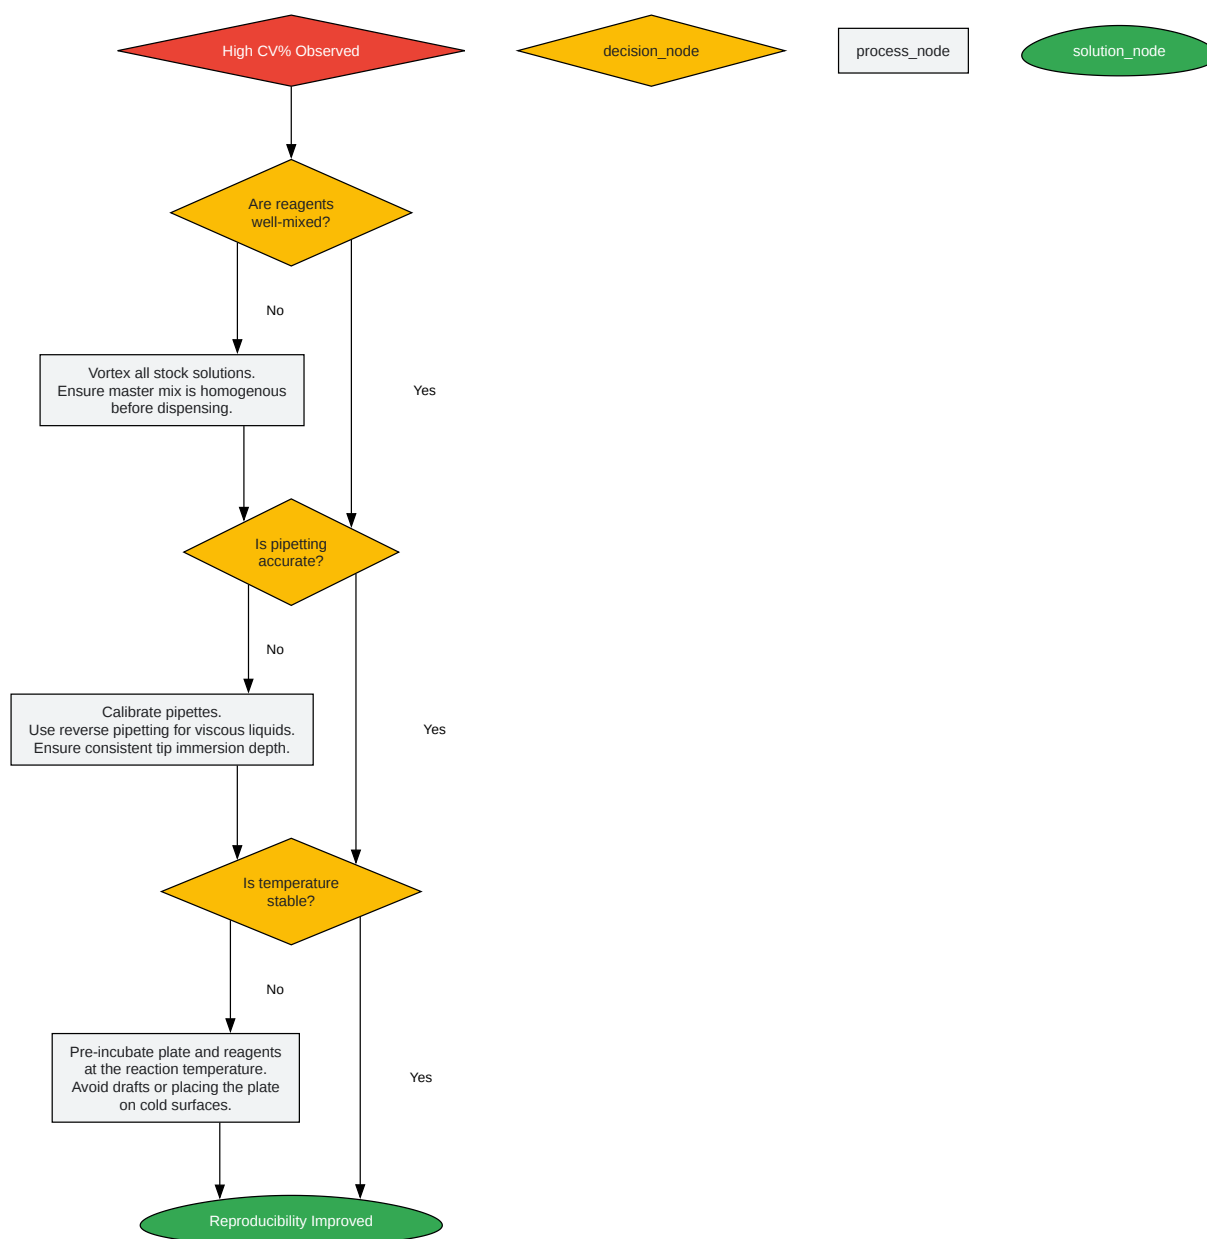 High CV% Observed
decision_node
process_node
solution_node
Are reagents
well-mixed?
No
Vortex all stock solutions.
Ensure master mix is homogenous
before dispensing.
Yes
Is pipetting
accurate?
No
Calibrate pipettes.
Use reverse pipetting for viscous liquids.
Ensure consistent tip immersion depth.
Yes
Is temperature
stable?
No
Pre-incubate plate and reagents
at the reaction temperature.
Avoid drafts or placing the plate
on cold surfaces.
Yes
Reproducibility Improved